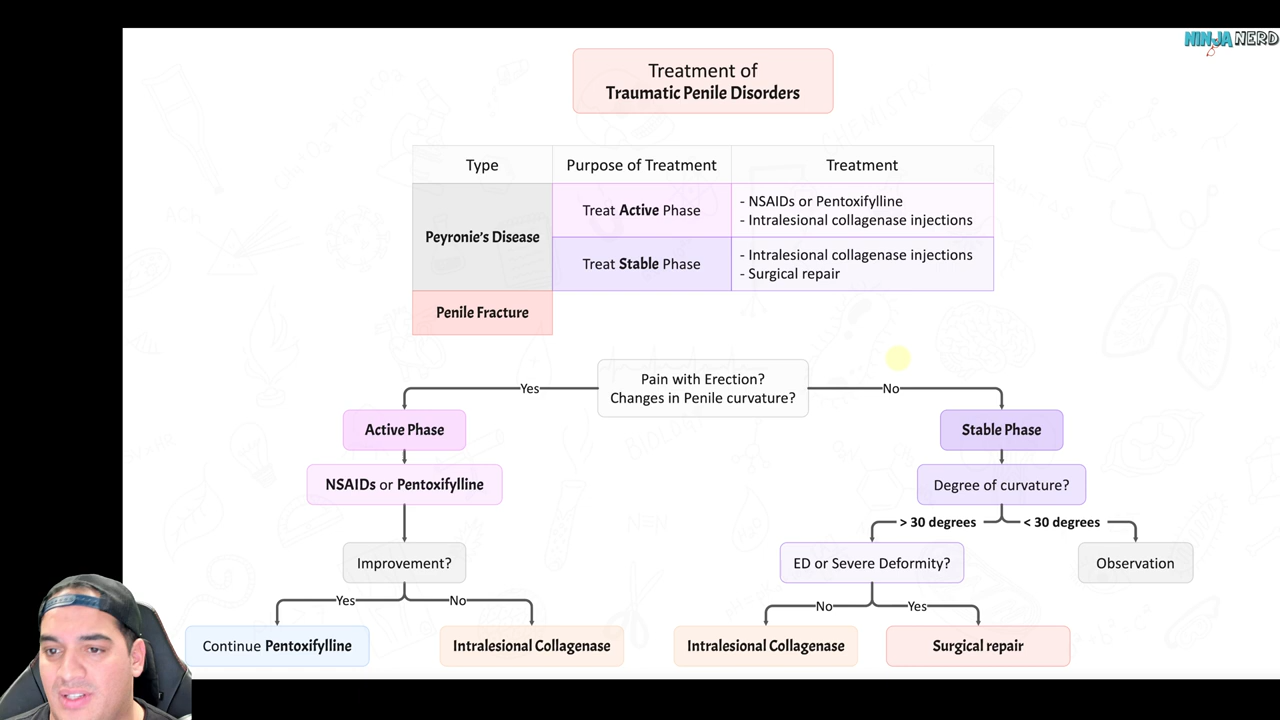 NINJA NERD
Treatment of
Traumatic Penile Disorders
Type
Purpose of Treatment
Treatment
Peyronie's Disease
Treat Active Phase
- NSAIDs or Pentoxifylline
- Intralesional collagenase injections
Treat Stable Phase
- Intralesional collagenase injections
- Surgical repair
Penile Fracture
Pain with Erection?
Changes in Penile curvature?
Yes
No
Active Phase
Stable Phase
NSAIDs or Pentoxifylline
Degree of curvature?
> 30 degrees
< 30 degrees
Improvement?
ED or Severe Deformity?
Observation
Yes
No
No
Yes
Continue Pentoxifylline
Intralesional Collagenase
Intralesional Collagenase
Surgical repair